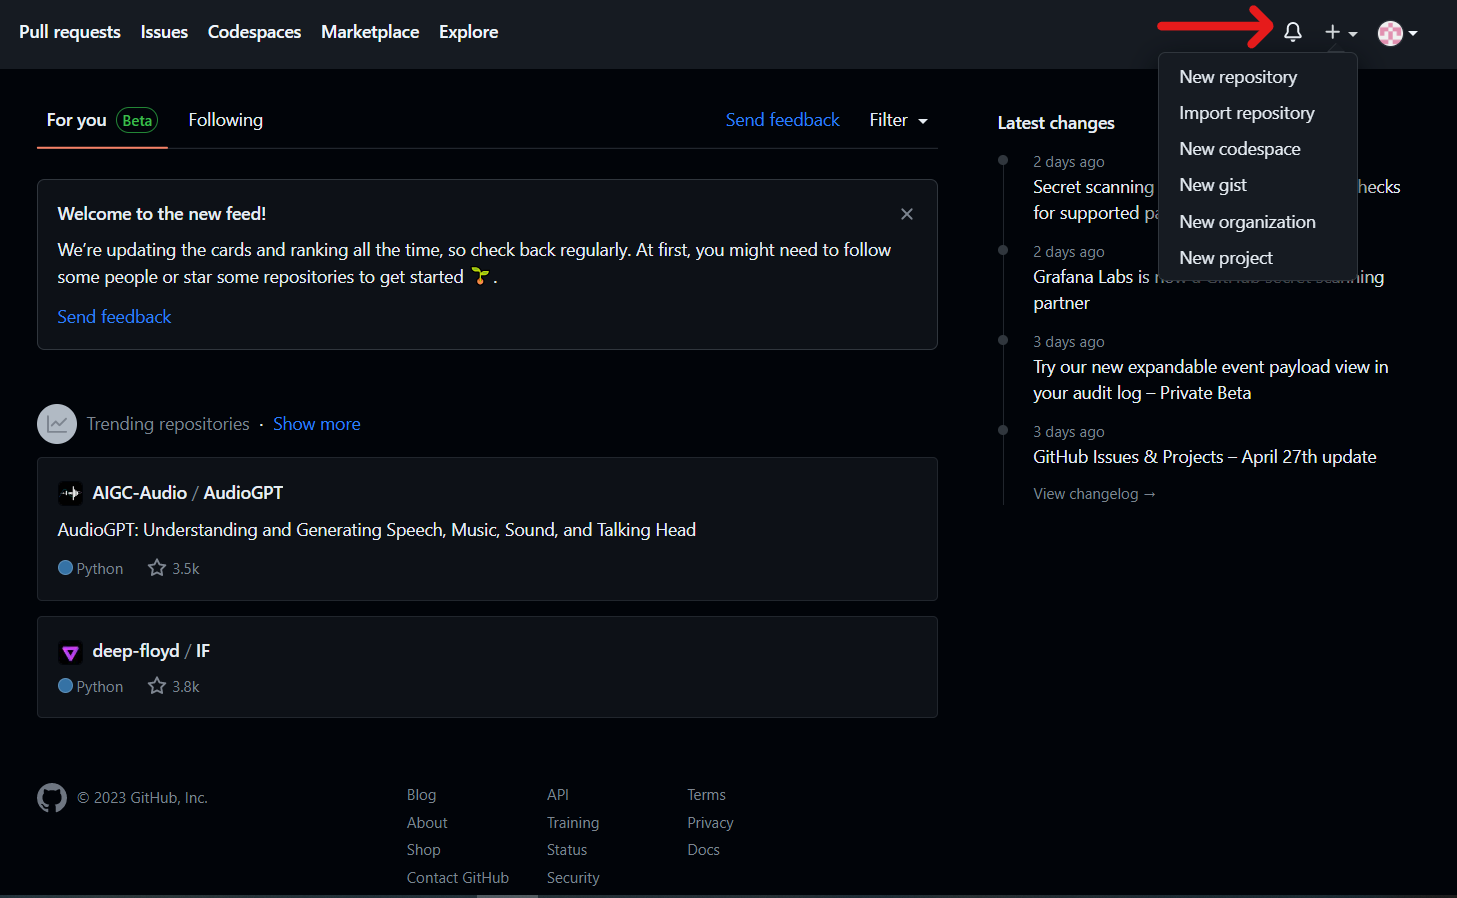 Pull requests Issues Codespaces Marketplace Explore
New repository
Import repository
New codespace
New gist
New organization
New project
For you Beta Following Send feedback Filter
Welcome to the new feed!
We’re updating the cards and ranking all the time, so check back regularly. At first, you might need to follow
some people or star some repositories to get started 🌱.
Send feedback
Trending repositories · Show more
AIGC-Audio / AudioGPT
AudioGPT: Understanding and Generating Speech, Music, Sound, and Talking Head
Python 3.5k
deep-floyd / IF
Python 3.8k
Latest changes
2 days ago
Secret scanning hecks
for supported pa
2 days ago
Grafana Labs is now a GitHub secret scanning
partner
3 days ago
Try our new expandable event payload view in
your audit log – Private Beta
3 days ago
GitHub Issues & Projects – April 27th update
View changelog →
© 2023 GitHub, Inc.
Blog
About
Shop
Contact GitHub
API
Training
Status
Security
Terms
Privacy
Docs